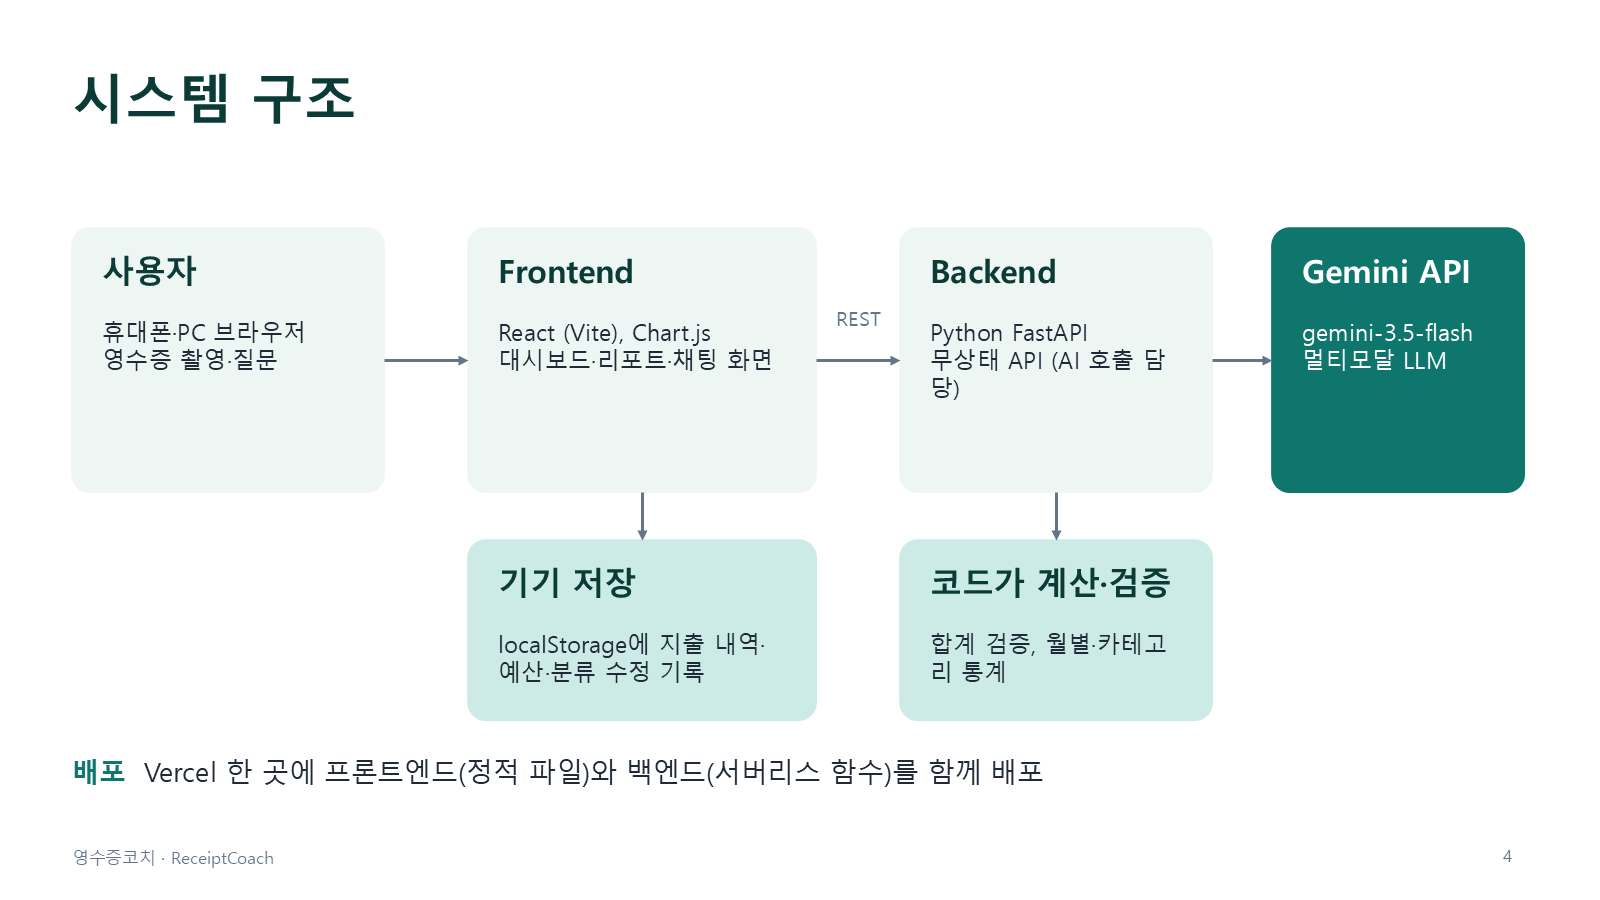 시스템 구조
사용자
휴대폰·PC 브라우저
영수증 촬영·질문
Frontend
React (Vite), Chart.js
대시보드·리포트·채팅 화면
REST
Backend
Python FastAPI
무상태 API (AI 호출 담
당)
Gemini API
gemini-3.5-flash
멀티모달 LLM
기기 저장
localStorage에 지출 내역·
예산·분류 수정 기록
코드가 계산·검증
합계 검증, 월별·카테고
리 통계
배포 Vercel 한 곳에 프론트엔드(정적 파일)와 백엔드(서버리스 함수)를 함께 배포
영수증코치 · ReceiptCoach
4